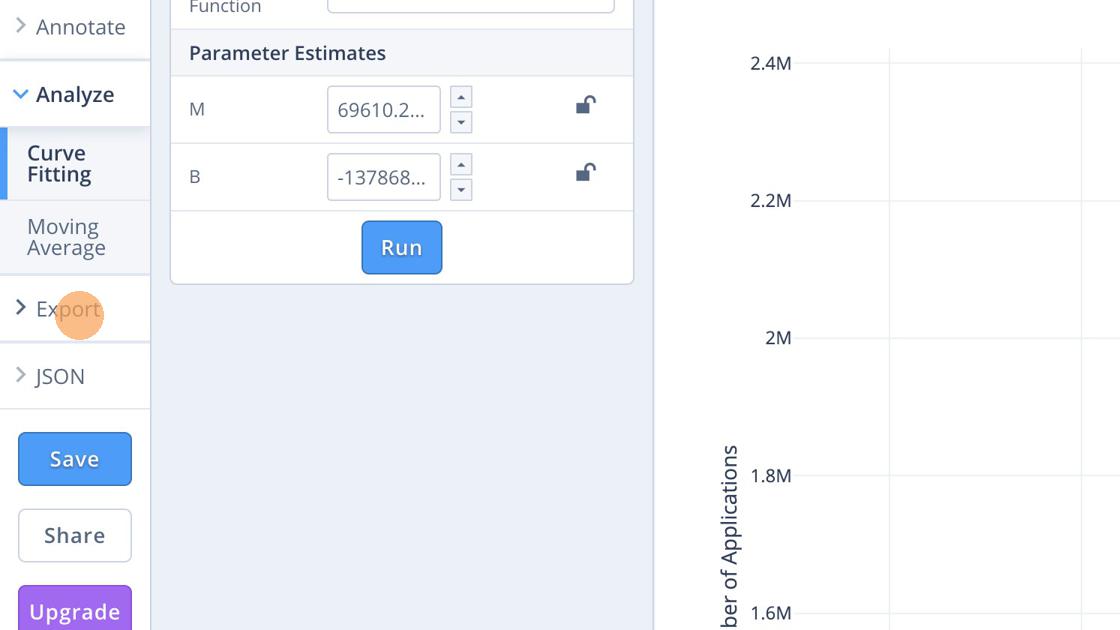 Annotate
Analyze
Curve
Fitting
Moving
Average
Export
JSON
Save
Share
Upgrade
Function
Parameter Estimates
M
69610.2...
B
-137868...
Run
2.4M
2.2M
2M
1.8M
1.6M
ber of Applications